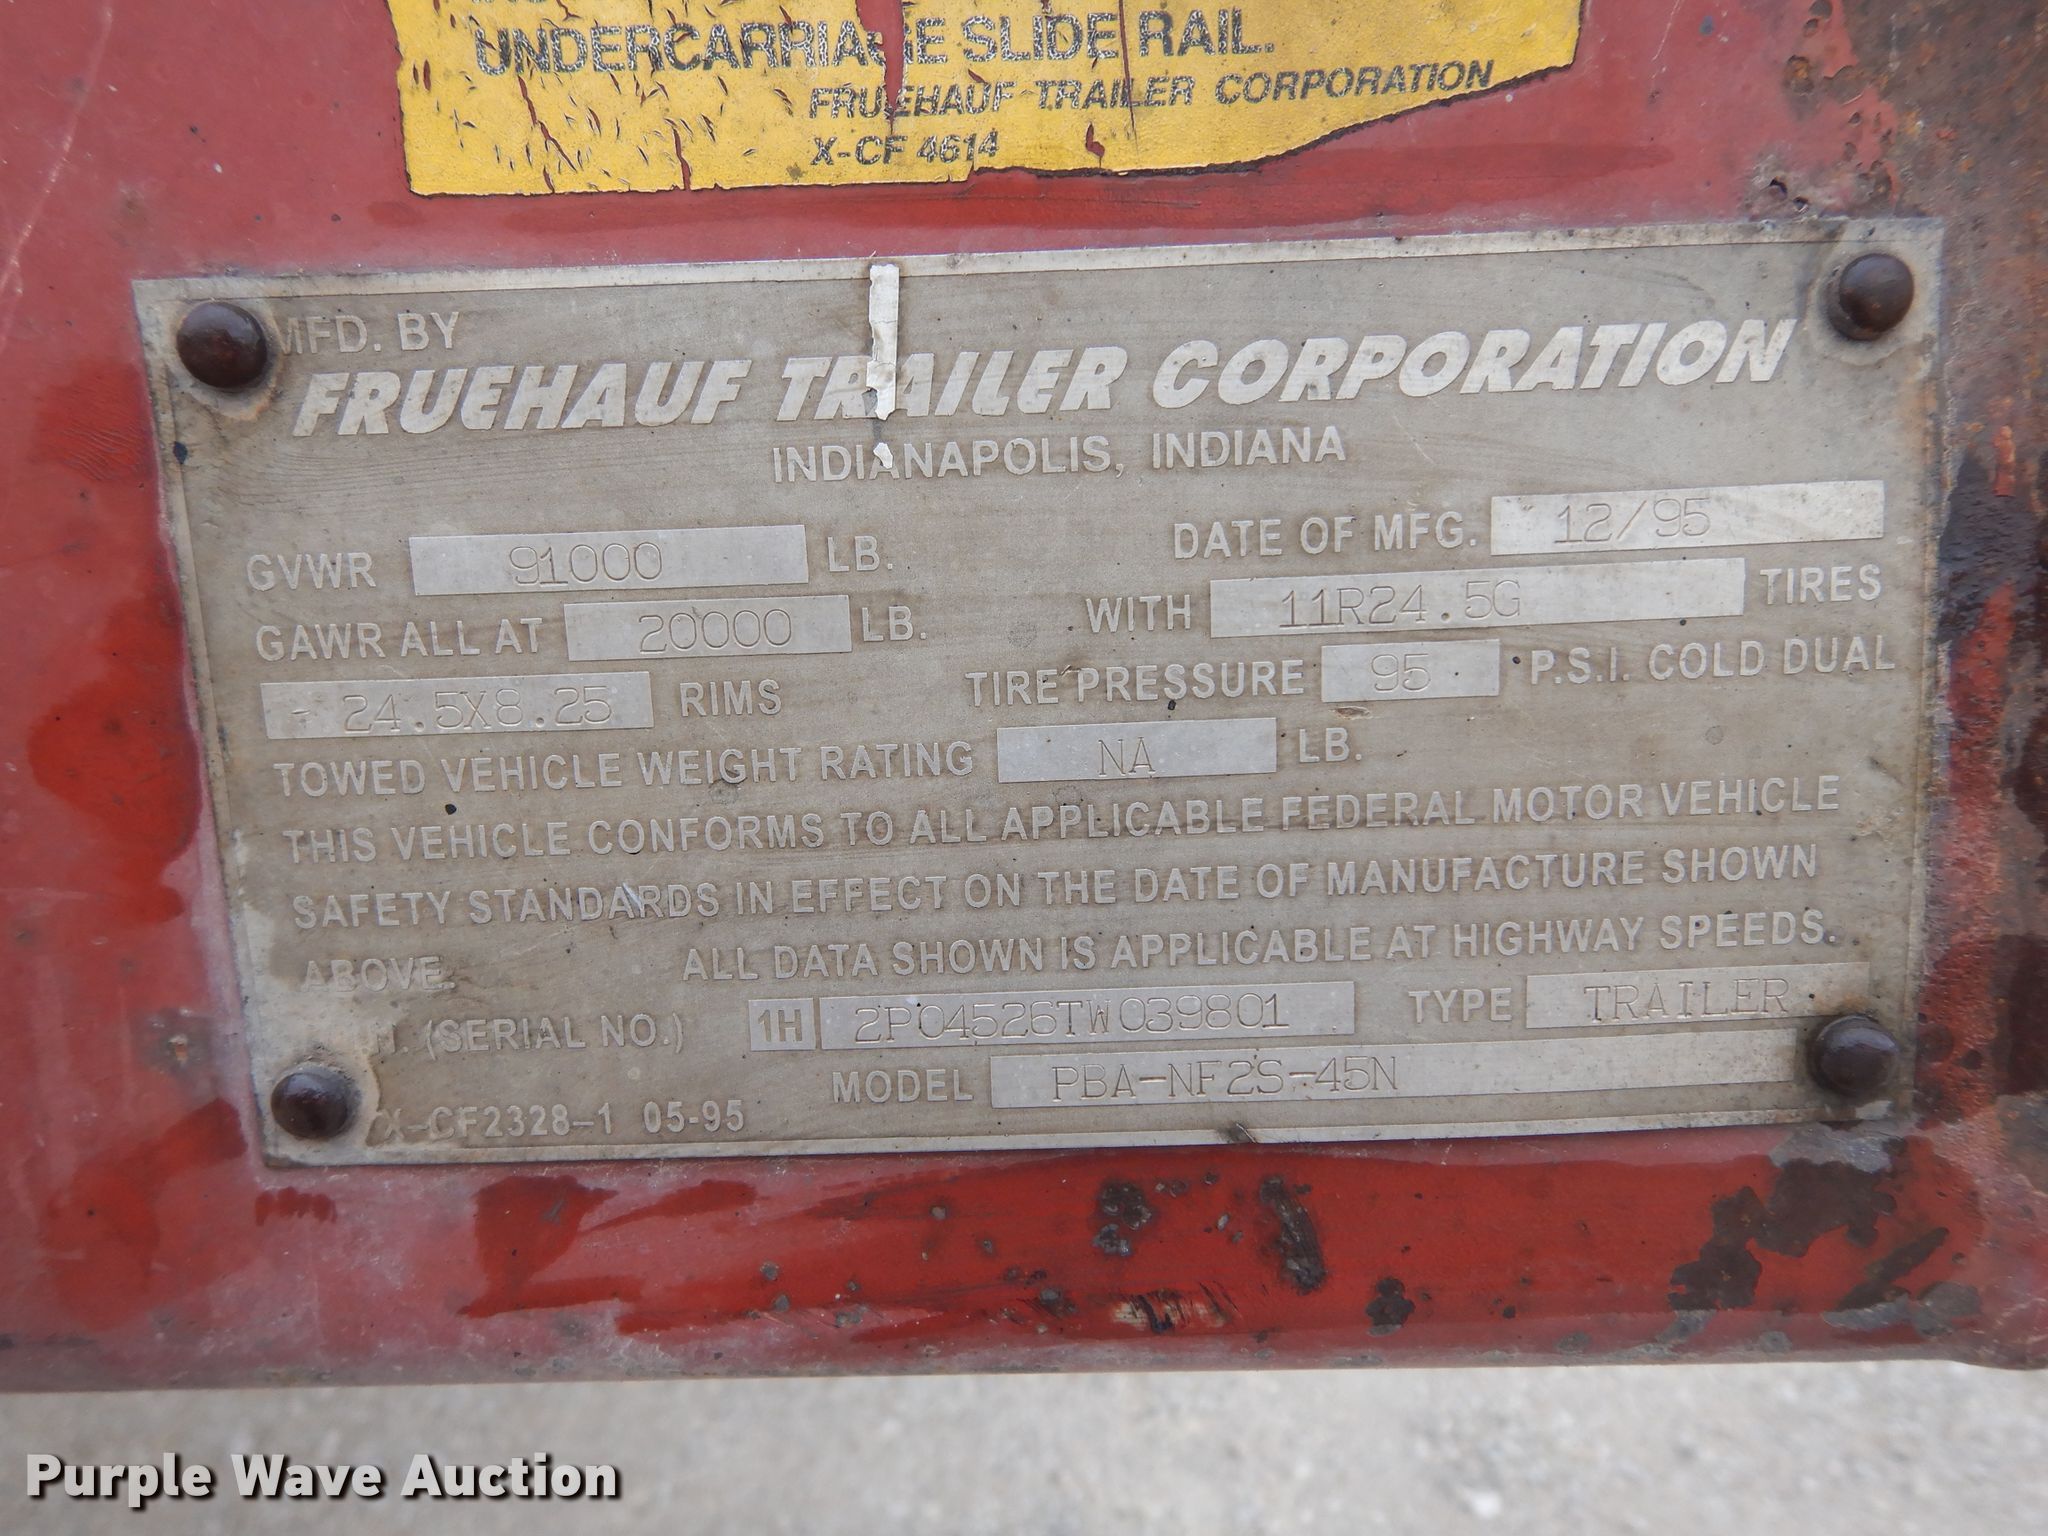 UNDERCARRIAGE SLIDE RAIL.
FRUEHAUF TRAILER CORPORATION
X-CF 4614
MFD. BY
FRUEHAUF TRAILER CORPORATION
INDIANAPOLIS, INDIANA
GVWR 91000 LB. DATE OF MFG. 12/95
GAWR ALL AT 20000 LB. WITH 11R24.5G TIRES
- 24.5X8.25 RIMS TIRE PRESSURE 95 P.S.I. COLD DUAL
TOWED VEHICLE WEIGHT RATING NA LB.
THIS VEHICLE CONFORMS TO ALL APPLICABLE FEDERAL MOTOR VEHICLE
SAFETY STANDARDS IN EFFECT ON THE DATE OF MANUFACTURE SHOWN
ABOVE. ALL DATA SHOWN IS APPLICABLE AT HIGHWAY SPEEDS.
(SERIAL NO.) 1H 2P04526TW039801 TYPE TRAILER
MODEL PBA-NF2S-45N
X-CF2328-1 05-95
Purple Wave Auction